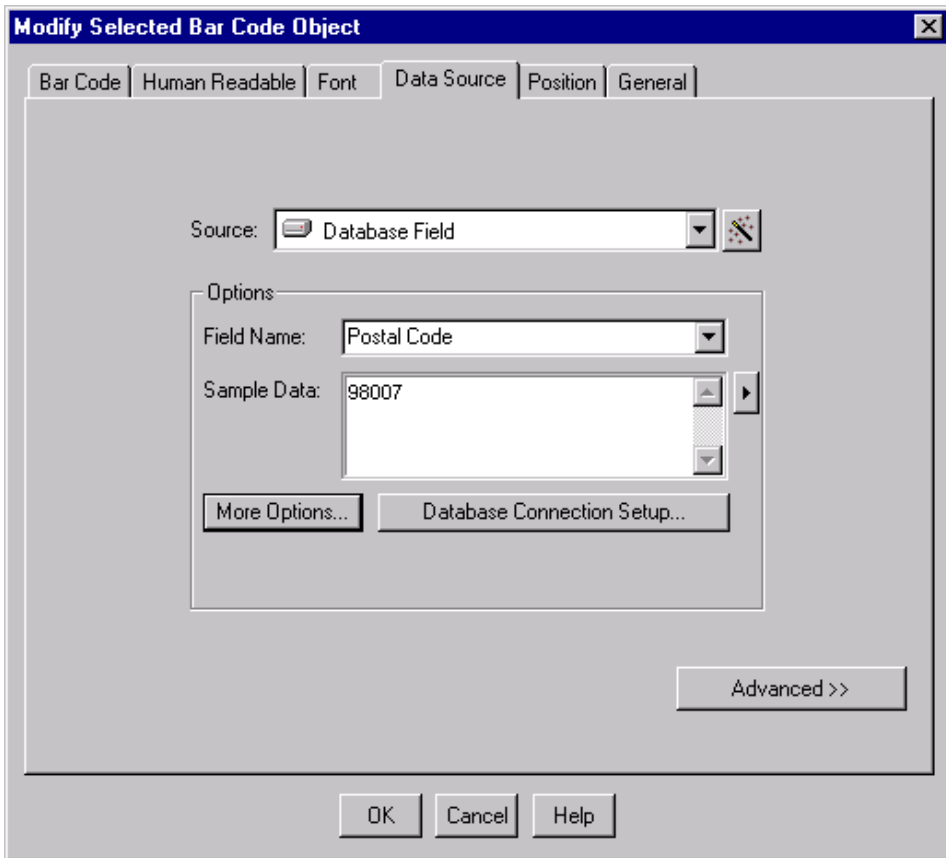 Modify Selected Bar Code Object
Bar Code Human Readable Font Data Source Position General
Source: Database Field
Options
Field Name: Postal Code
Sample Data: 98007
More Options... Database Connection Setup...
Advanced >>
OK Cancel Help